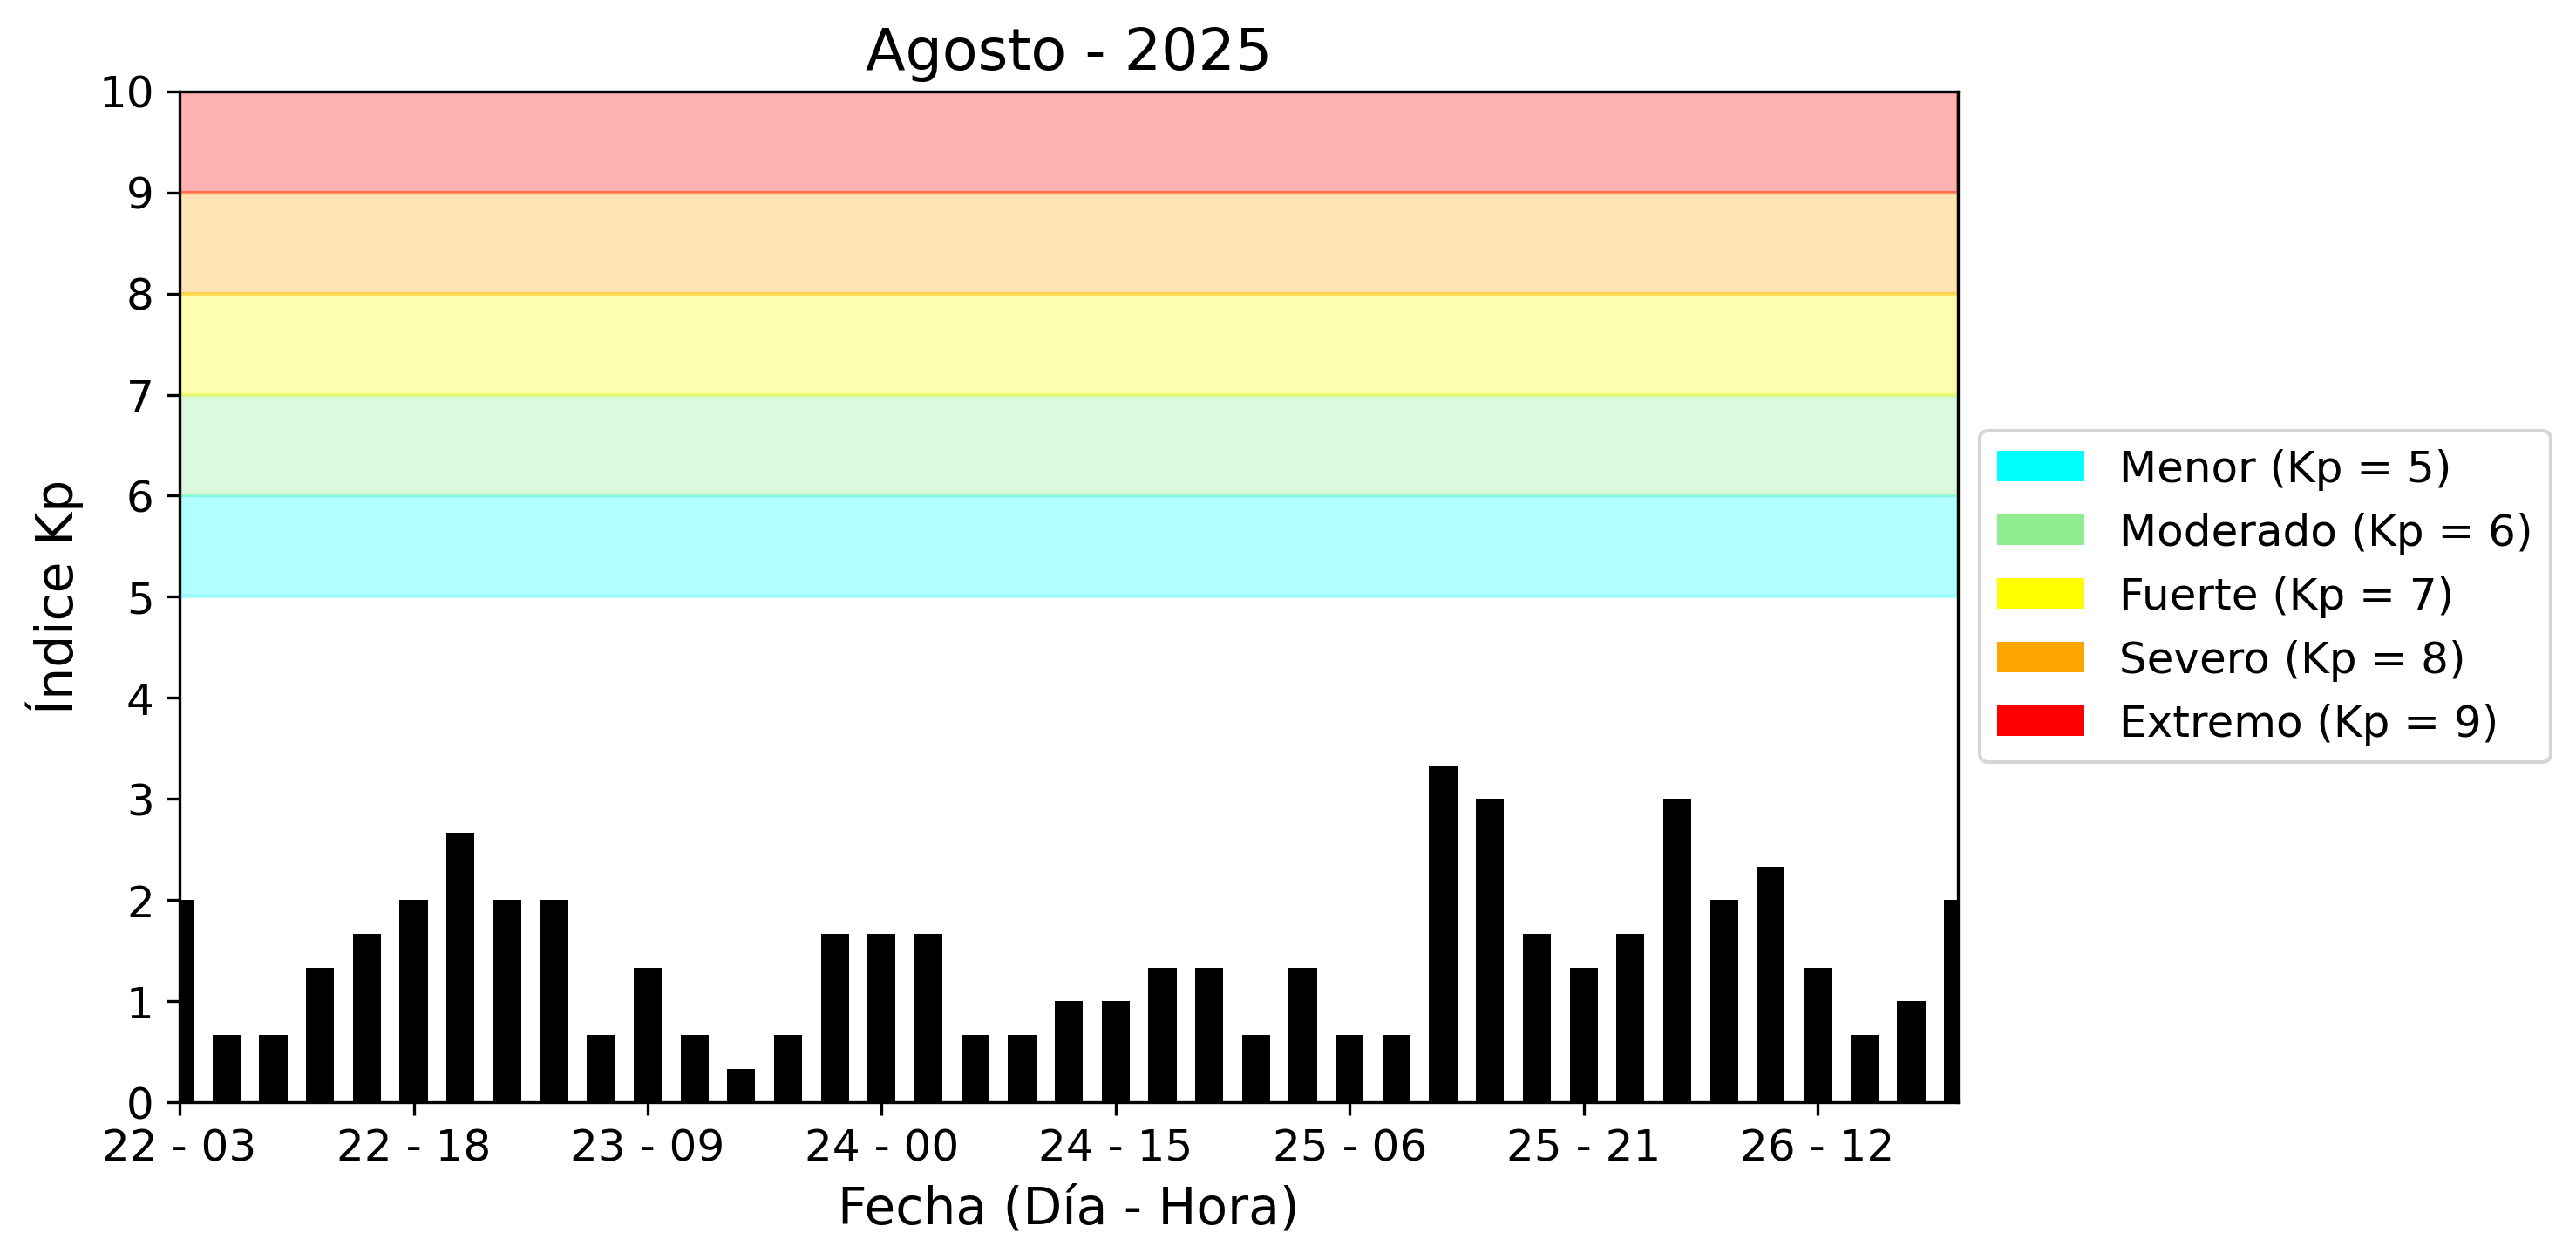 Agosto - 2025
10
9
8
7
6
5
4
3
2
1
0
Índice Kp
22 - 03
22 - 18
23 - 09
24 - 00
24 - 15
25 - 06
25 - 21
26 - 12
Fecha (Día - Hora)
Menor (Kp = 5)
Moderado (Kp = 6)
Fuerte (Kp = 7)
Severo (Kp = 8)
Extremo (Kp = 9)